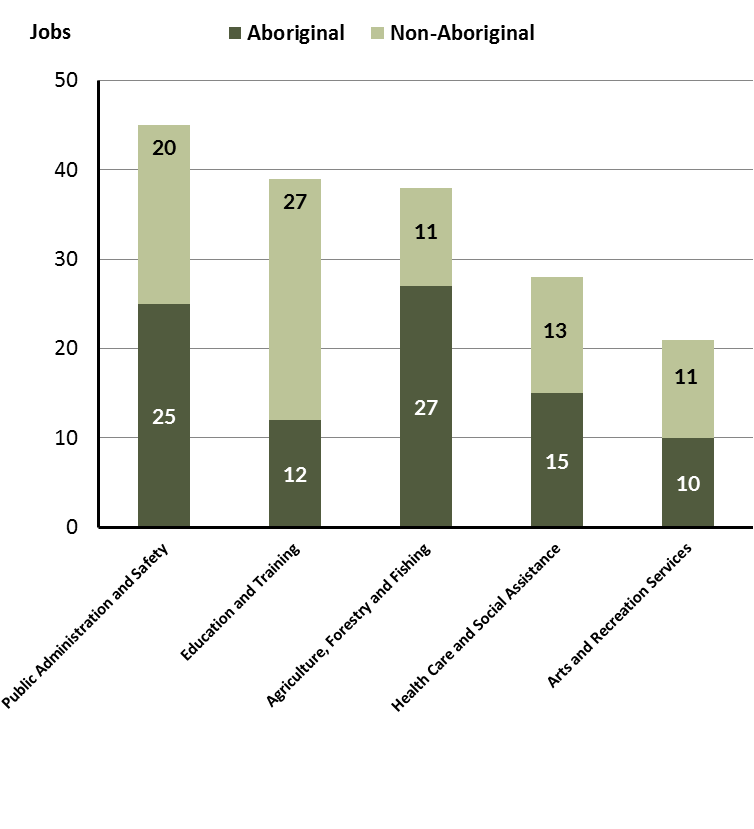 Jobs
Aboriginal Non-Aboriginal
50
40
30
20
10
0
20
27
11
13
11
25
12
27
15
10
Public Administration and Safety
Education and Training
Agriculture, Forestry and Fishing
Health Care and Social Assistance
Arts and Recreation Services